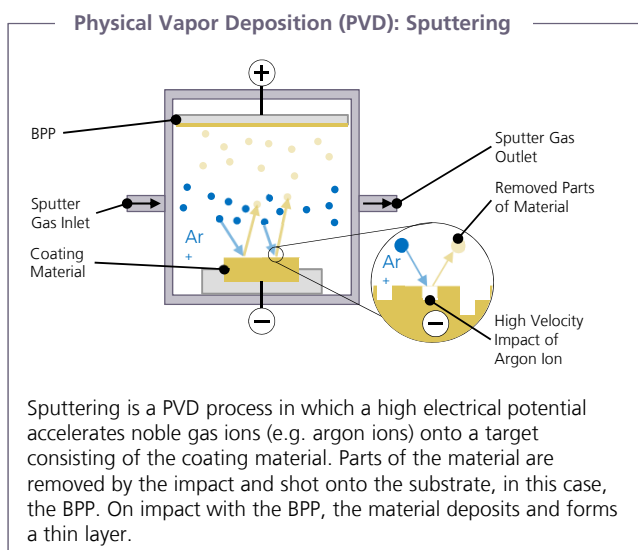 Physical Vapor Deposition (PVD): Sputtering
+
BPP
Sputter Gas
Outlet
Removed Parts
of Material
Sputter
Gas Inlet
Ar
+
Coating
Material
Ar
+
−
−
High Velocity
Impact of
Argon Ion
Sputtering is a PVD process in which a high electrical potential
accelerates noble gas ions (e.g. argon ions) onto a target
consisting of the coating material. Parts of the material are
removed by the impact and shot onto the substrate, in this case,
the BPP. On impact with the BPP, the material deposits and forms
a thin layer.